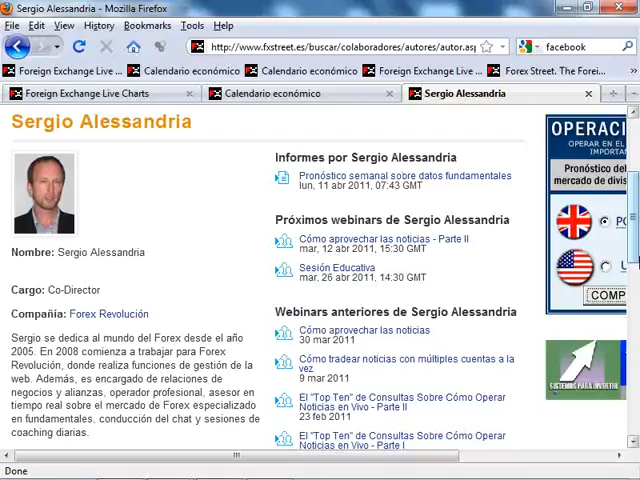 Sergio Alessandria - Mozilla Firefox
File Edit View History Bookmarks Tools Help
http://www.fxstreet.es/buscar/colaboradores/autores/autor.asp
facebook
Foreign Exchange Live ... Calendario económico Calendario económico Foreign Exchange Live ... Forex Street. The Forei...
Foreign Exchange Live Charts Calendario económico Sergio Alessandria
Sergio Alessandria
Nombre: Sergio Alessandria
Cargo: Co-Director
Compañía: Forex Revolución
Sergio se dedica al mundo del Forex desde el año
2005. En 2008 comienza a trabajar para Forex
Revolución, donde realiza funciones de gestión de la
web. Además, es encargado de relaciones de
negocios y alianzas, operador profesional, asesor en
tiempo real sobre el mercado de Forex especializado
en fundamentales, conducción del chat y sesiones de
coaching diarias.
Informes por Sergio Alessandria
Pronóstico semanal sobre datos fundamentales
lun, 11 abr 2011, 07:43 GMT
Próximos webinars de Sergio Alessandria
Cómo aprovechar las noticias - Parte II
mar, 12 abr 2011, 15:30 GMT
Sesión Educativa
mar, 26 abr 2011, 14:30 GMT
Webinars anteriores de Sergio Alessandria
Cómo aprovechar las noticias
30 mar 2011
Cómo tradear noticias con múltiples cuentas a la
vez
9 mar 2011
El "Top Ten" de Consultas Sobre Cómo Operar
Noticias en Vivo - Parte II
23 feb 2011
El "Top Ten" de Consultas Sobre Cómo Operar
Noticias en Vivo - Parte I
OPERACI
OPERAR EN EL
IMPORTAN
Pronóstico del
mercado de divis
PO
U
COMP
SISTEMAS PARA INVERTIR
Done